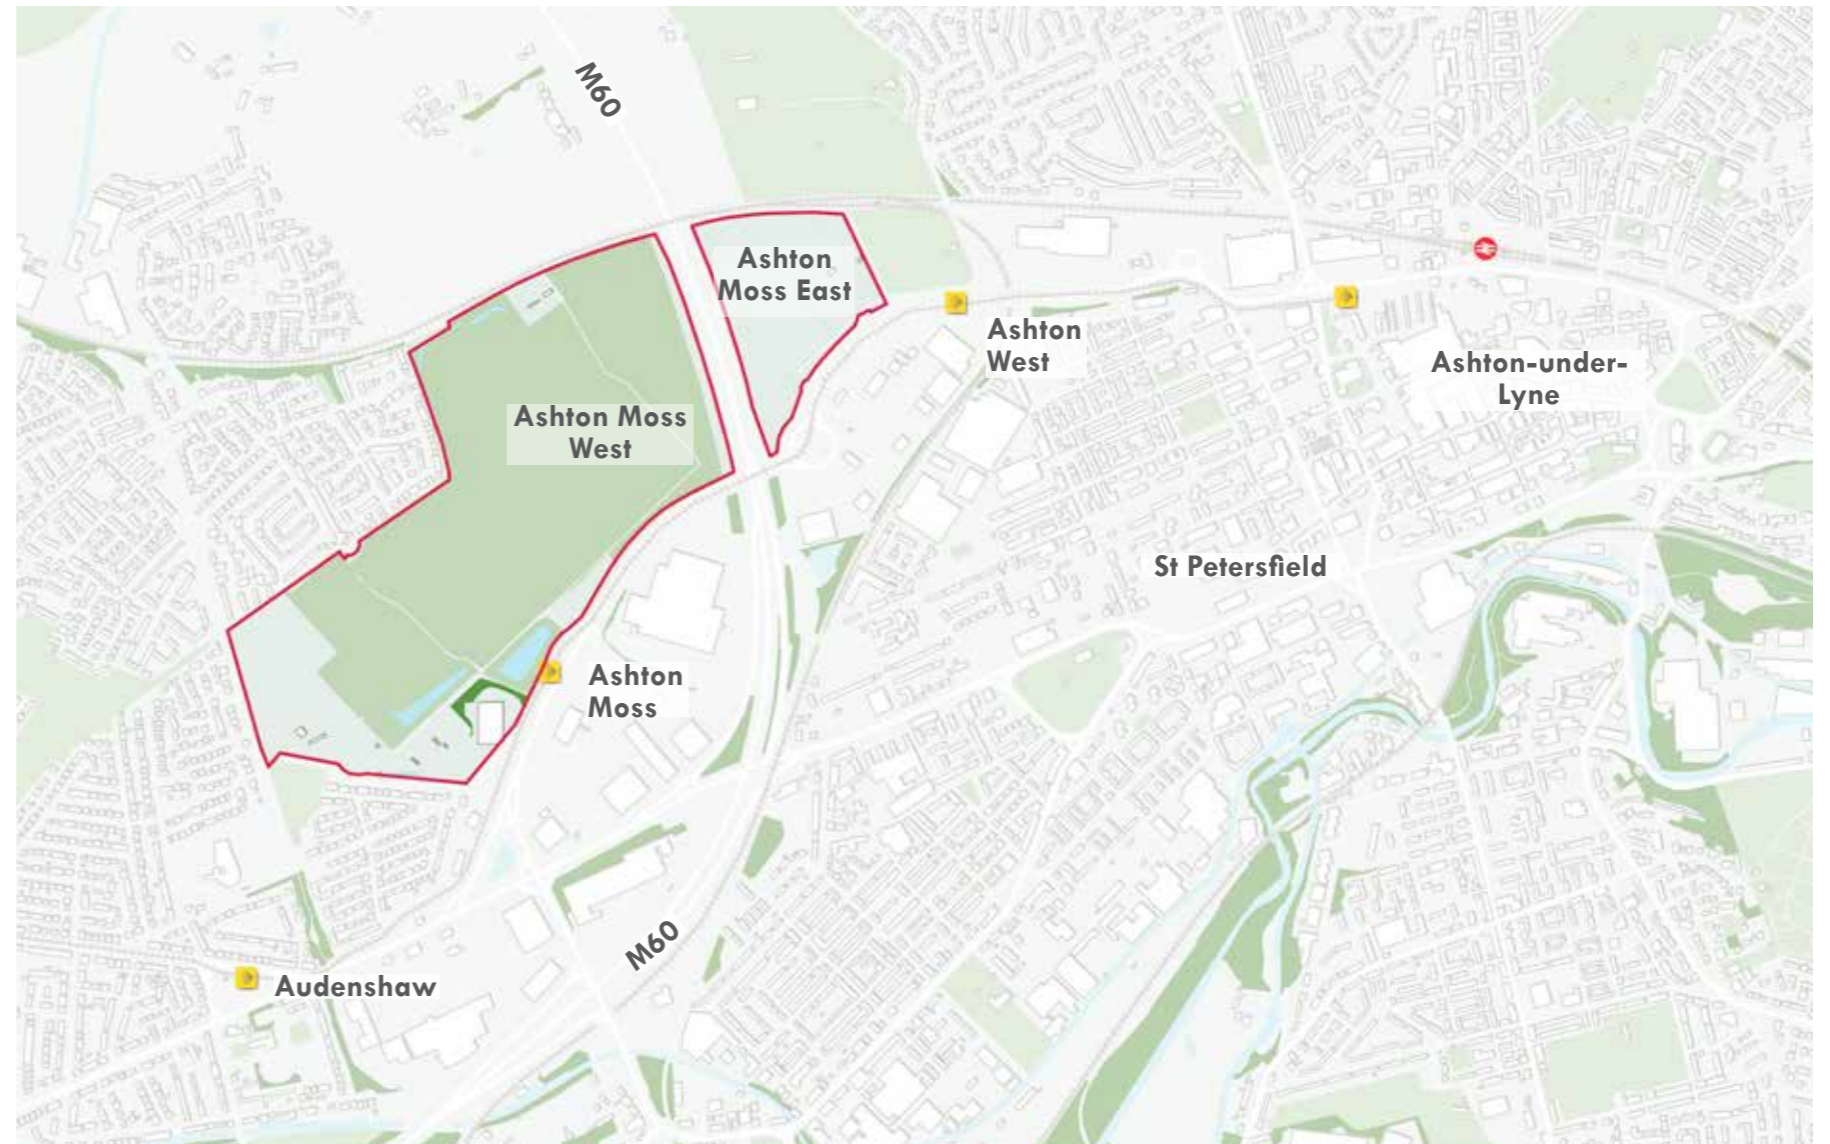 M60
Ashton
Moss East
Ashton
West
Ashton-under-
Lyne
Ashton Moss
West
St Petersfield
Ashton
Moss
M60
Audenshaw